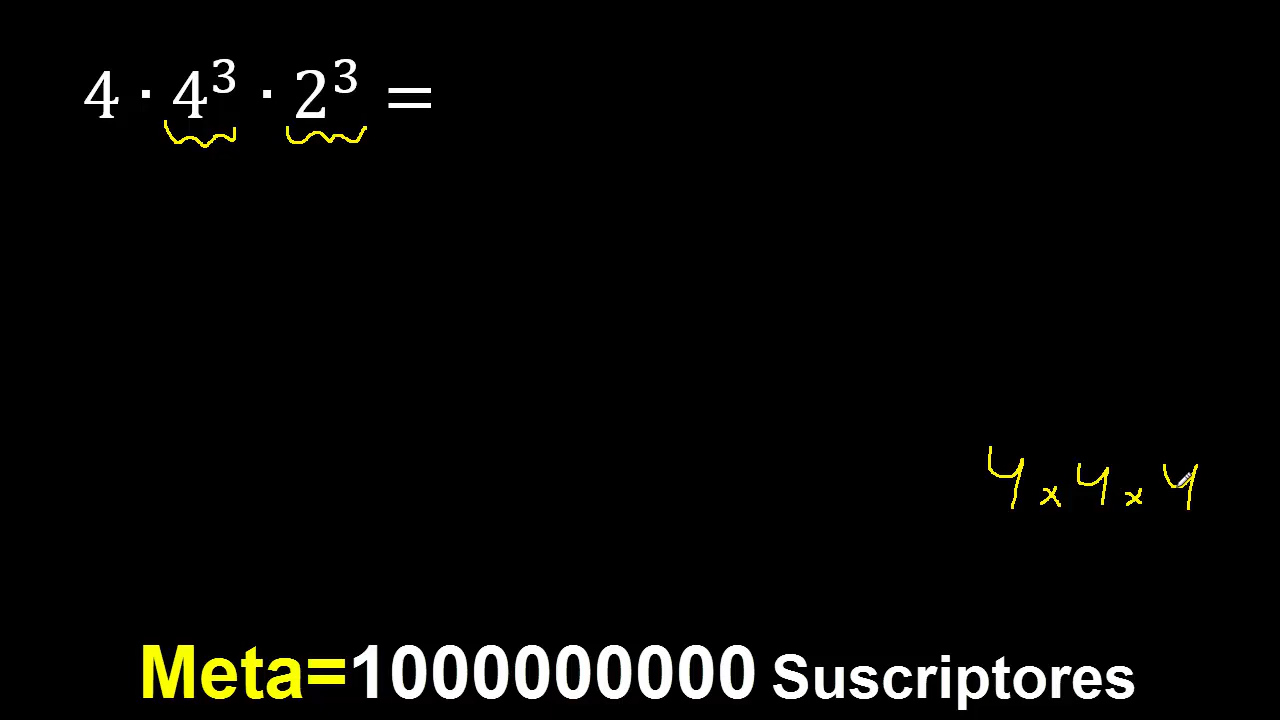 4 · 4³ · 2³ =
4 x 4 x 4
Meta=1000000000 Suscriptores